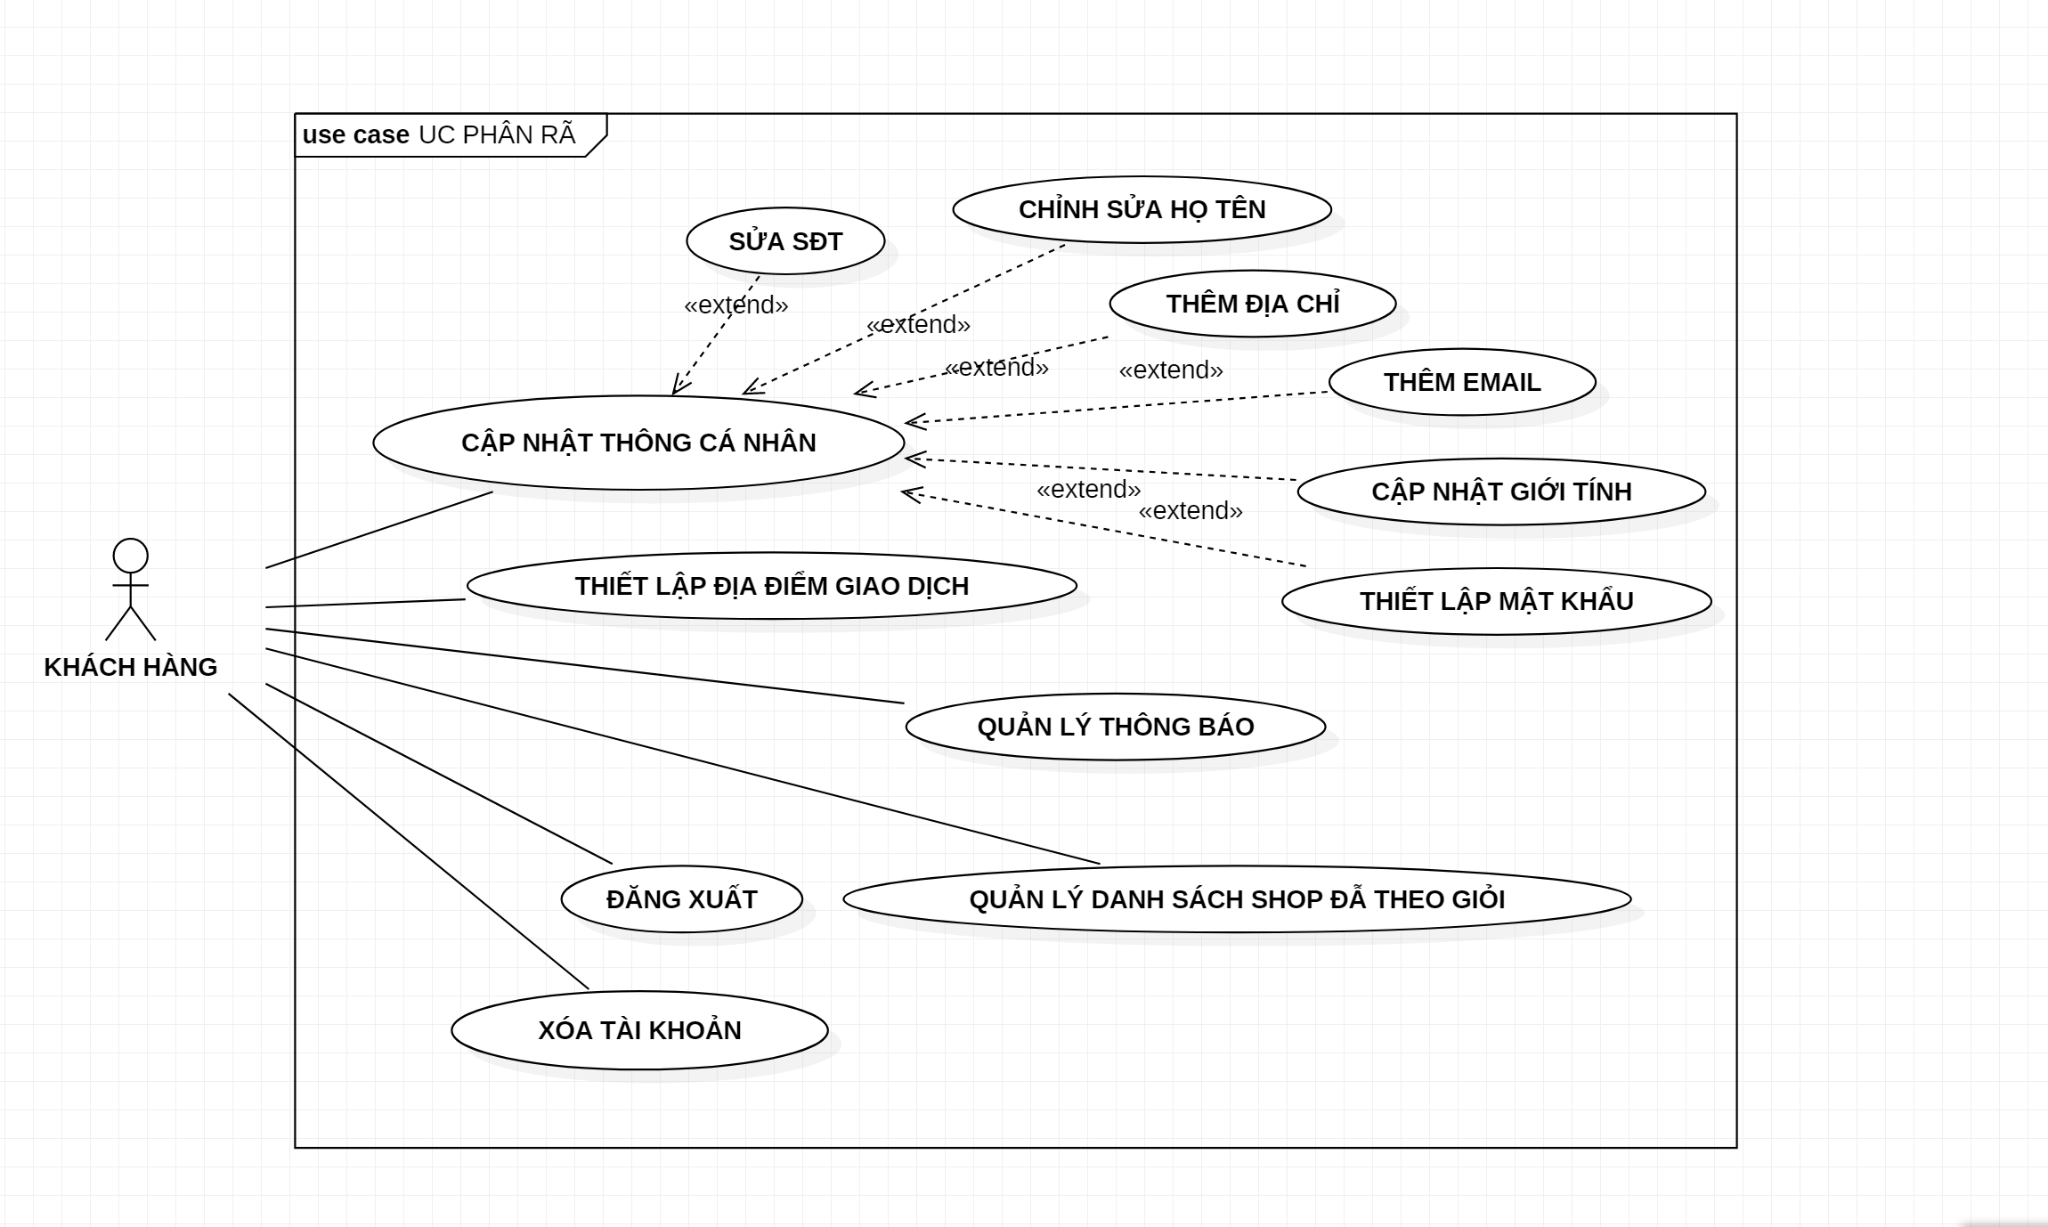 use case UC PHÂN RÃ
CHỈNH SỬA HỌ TÊN
SỬA SĐT
THÊM ĐỊA CHỈ
«extend»
«extend»
«extend»
«extend»
THÊM EMAIL
CẬP NHẬT THÔNG CÁ NHÂN
«extend»
CẬP NHẬT GIỚI TÍNH
«extend»
THIẾT LẬP ĐỊA ĐIỂM GIAO DỊCH
THIẾT LẬP MẬT KHẨU
KHÁCH HÀNG
QUẢN LÝ THÔNG BÁO
ĐĂNG XUẤT
QUẢN LÝ DANH SÁCH SHOP ĐẪ THEO GIỎI
XÓA TÀI KHOẢN